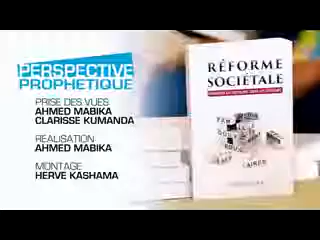 PERSPECTIVE
PROPHETIQUE
PRISE DES VUES
AHMED MABIKA
CLARISSE KUMANDA
REALISATION
AHMED MABIKA
MONTAGE
HERVE KASHAMA
RÉFORME
SOCIÉTALE